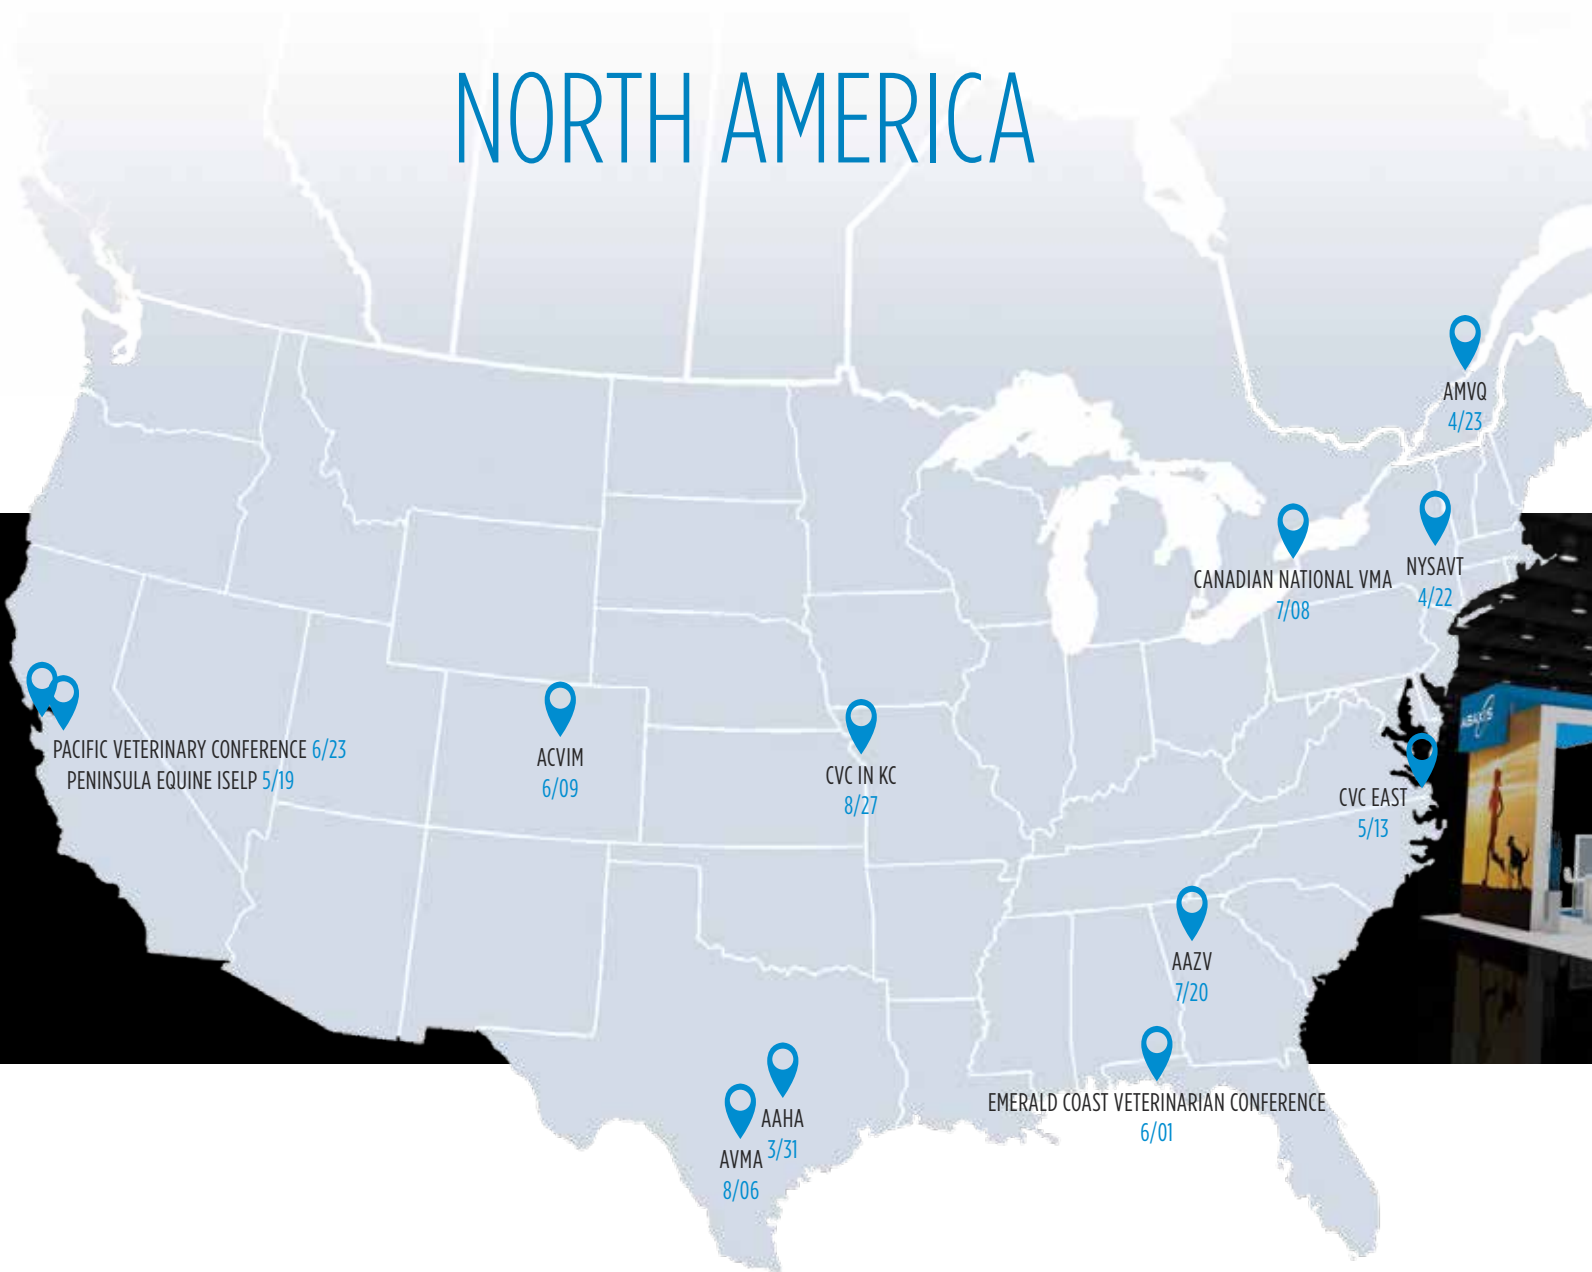 NORTH AMERICA
AMVQ
4/23
CANADIAN NATIONAL VMA
7/08
NYSAVT
4/22
PACIFIC VETERINARY CONFERENCE 6/23
PENINSULA EQUINE ISELP 5/19
ACVIM
6/09
CVC IN KC
8/27
ABAXIS
CVC EAST
5/13
AAZV
7/20
EMERALD COAST VETERINARIAN CONFERENCE
6/01
AAHA
3/31
AVMA
8/06